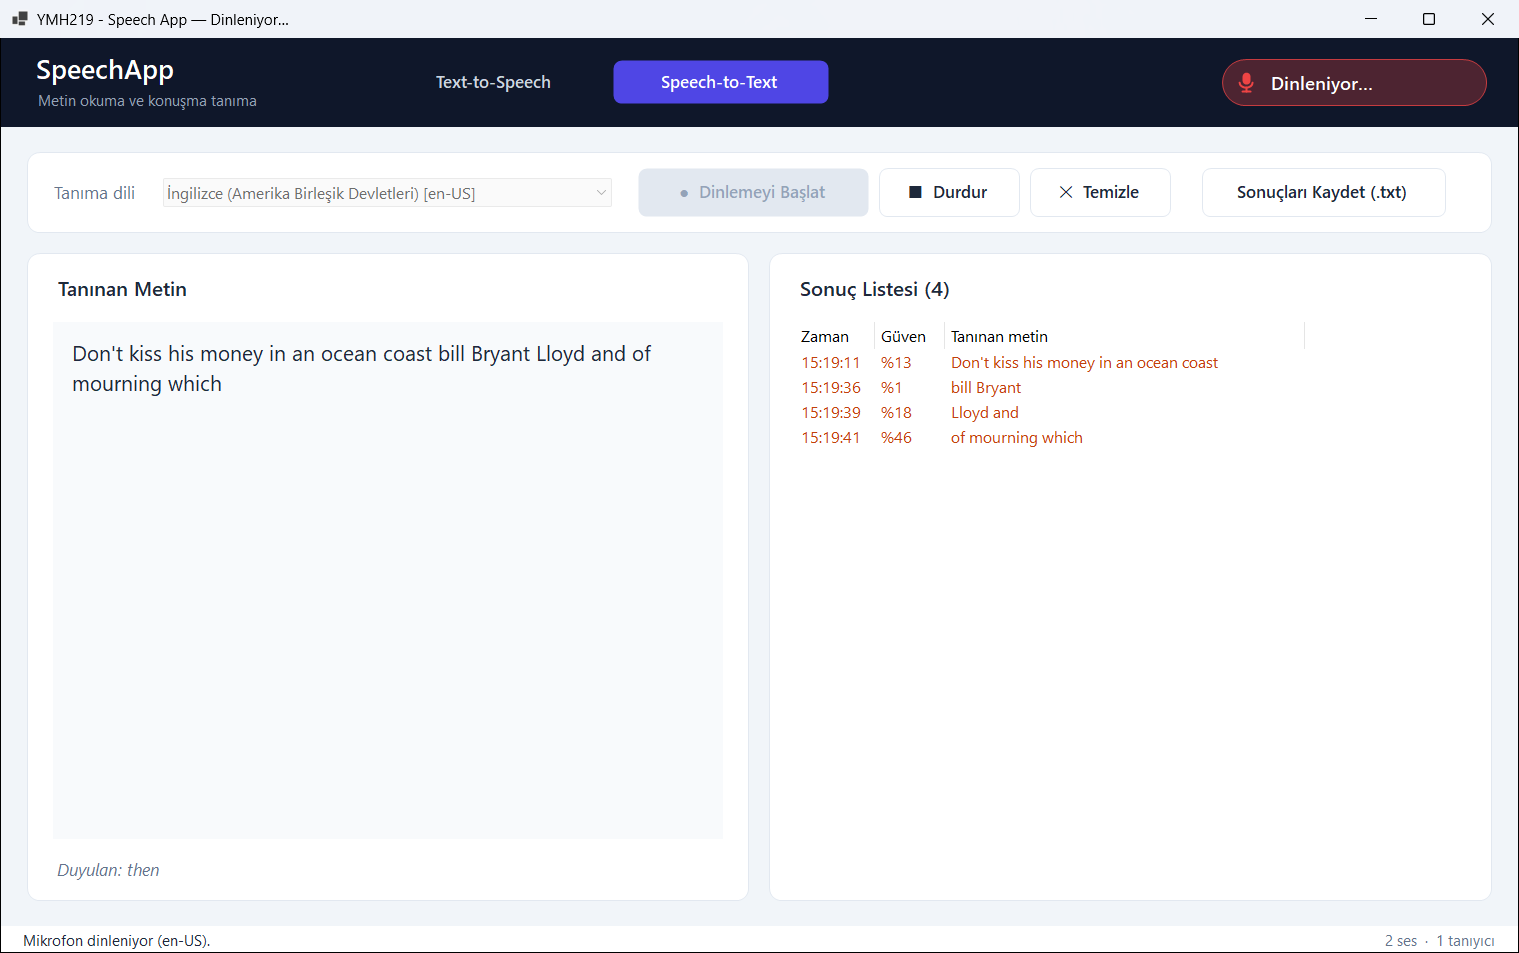 YMH219 - Speech App — Dinleniyor...
SpeechApp
Metin okuma ve konuşma tanıma
Text-to-Speech
Speech-to-Text
Dinleniyor...
Tanıma dili
İngilizce (Amerika Birleşik Devletleri) [en-US]
● Dinlemeyi Başlat
■ Durdur
✕ Temizle
Sonuçları Kaydet (.txt)
Tanınan Metin
Don't kiss his money in an ocean coast bill Bryant Lloyd and of
mourning which
Duyulan: then
Sonuç Listesi (4)
Zaman Güven Tanınan metin
15:19:11 %13 Don't kiss his money in an ocean coast
15:19:36 %1 bill Bryant
15:19:39 %18 Lloyd and
15:19:41 %46 of mourning which
Mikrofon dinleniyor (en-US).
2 ses · 1 tanıyıcı